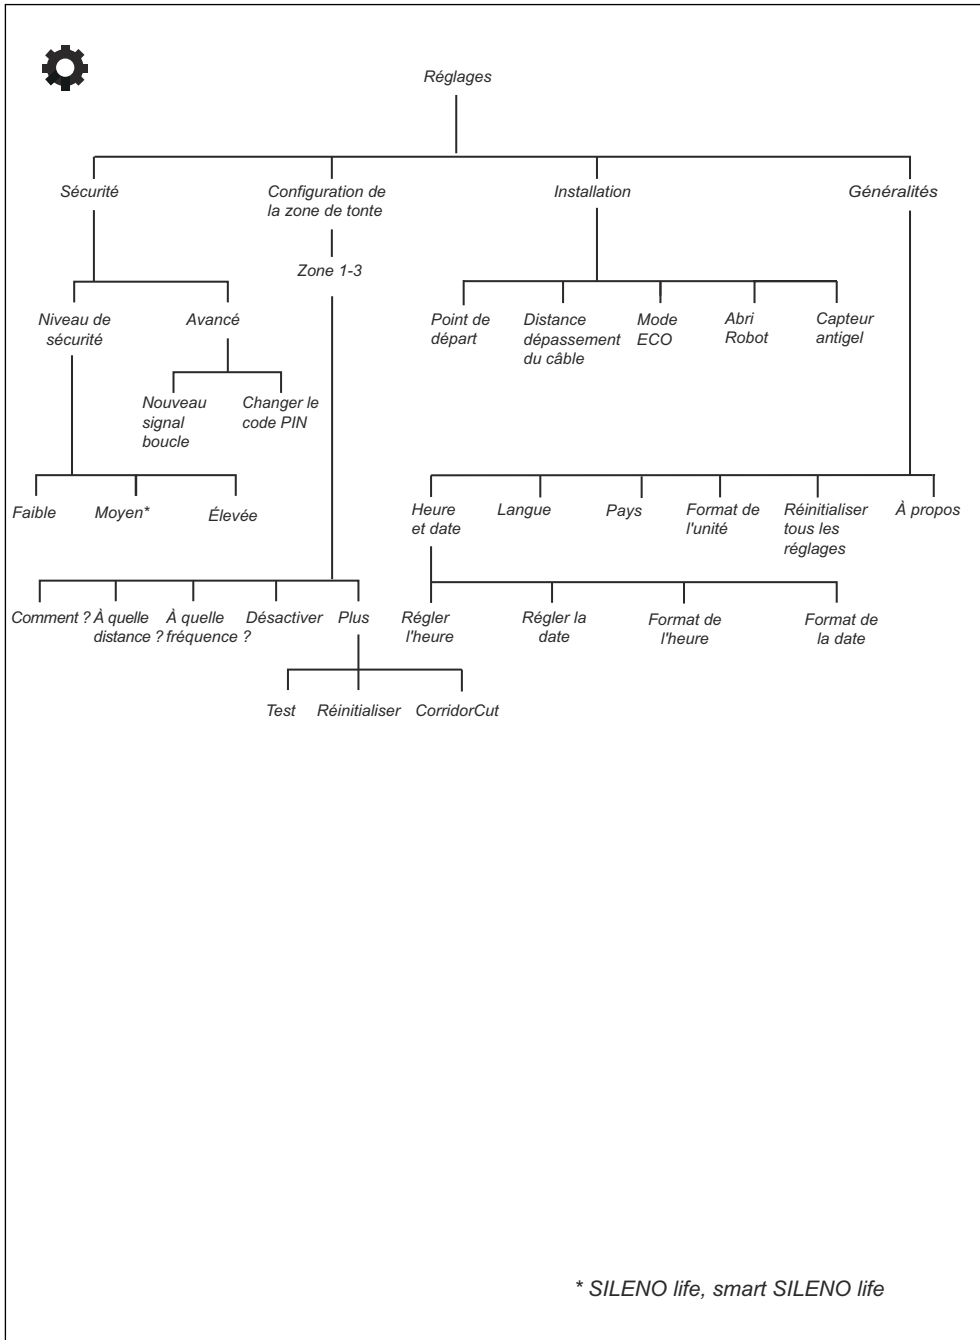 Réglages
Sécurité
Configuration de
la zone de tonte
Installation
Généralités
Zone 1-3
Niveau de
sécurité
Avancé
Point de
départ
Distance
dépassement
du câble
Mode
ECO
Abri
Robot
Capteur
antigel
Nouveau
signal
boucle
Changer le
code PIN
Faible
Moyen*
Élevée
Heure
et date
Langue
Pays
Format de
l'unité
Réinitialiser
tous les
réglages
À propos
Comment ?
À quelle
distance ?
À quelle
fréquence ?
Désactiver
Plus
Régler
l'heure
Régler la
date
Format de
l'heure
Format de
la date
Test
Réinitialiser
CorridorCut
* SILENO life, smart SILENO life